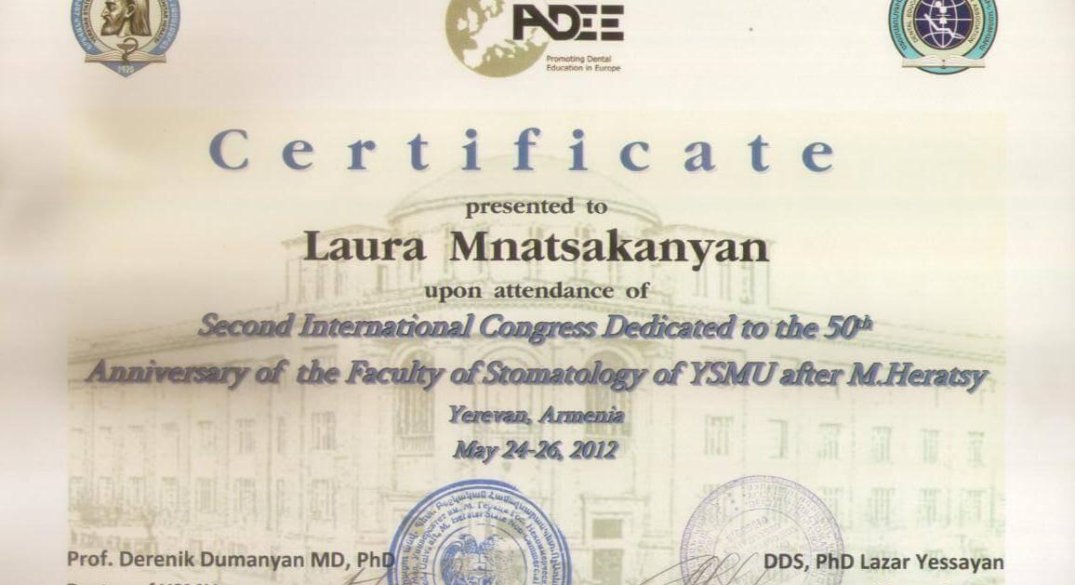 1920
ADEE
Promoting Dental
Education in Europe
Certificate
presented to
Laura Mnatsakanyan
upon attendance of
Second International Congress Dedicated to the 50th
Anniversary of the Faculty of Stomatology of YSMU after M.Heratsy
Yerevan, Armenia
May 24-26, 2012
Prof. Derenik Dumanyan MD, PhD
DDS, PhD Lazar Yessayan